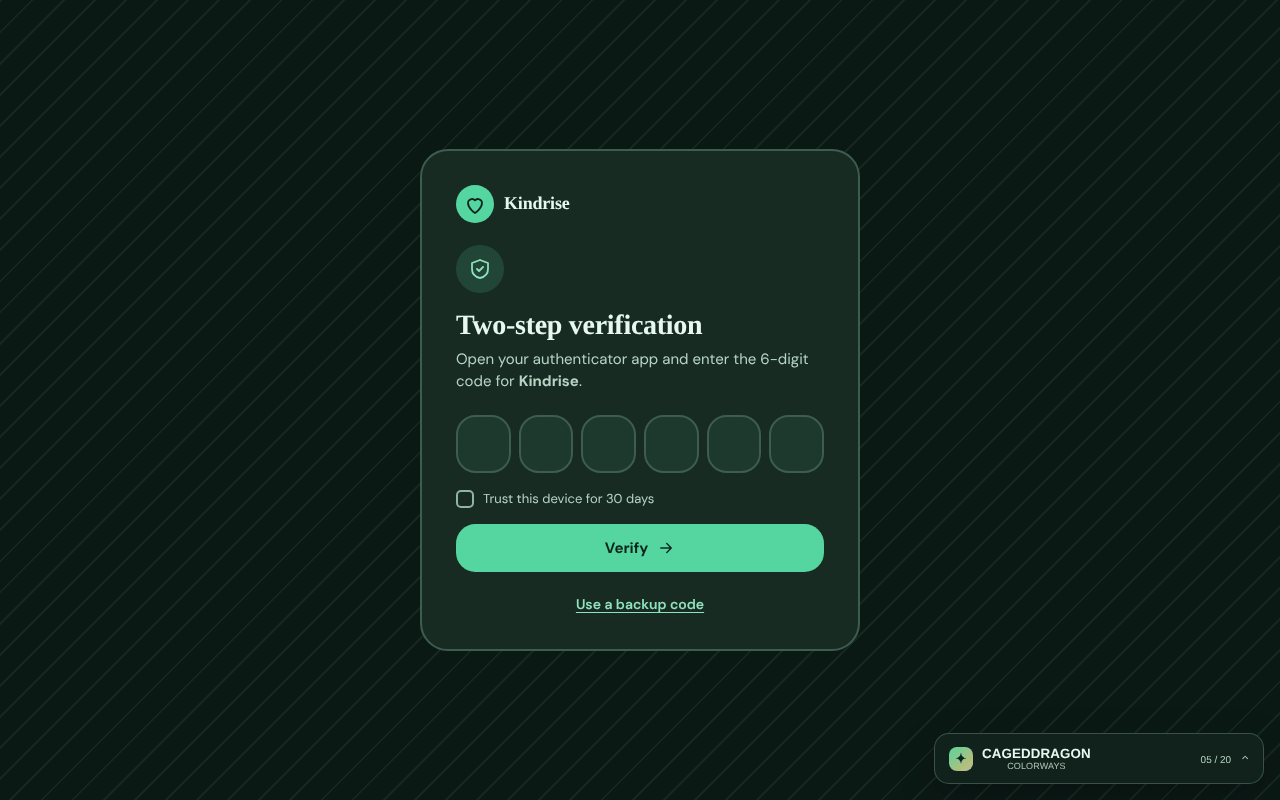 Kindrise
Two-step verification
Open your authenticator app and enter the 6-digit
code for Kindrise.
Trust this device for 30 days
Verify →
Use a backup code
CAGEDDRAGON
COLORWAYS
05 / 20